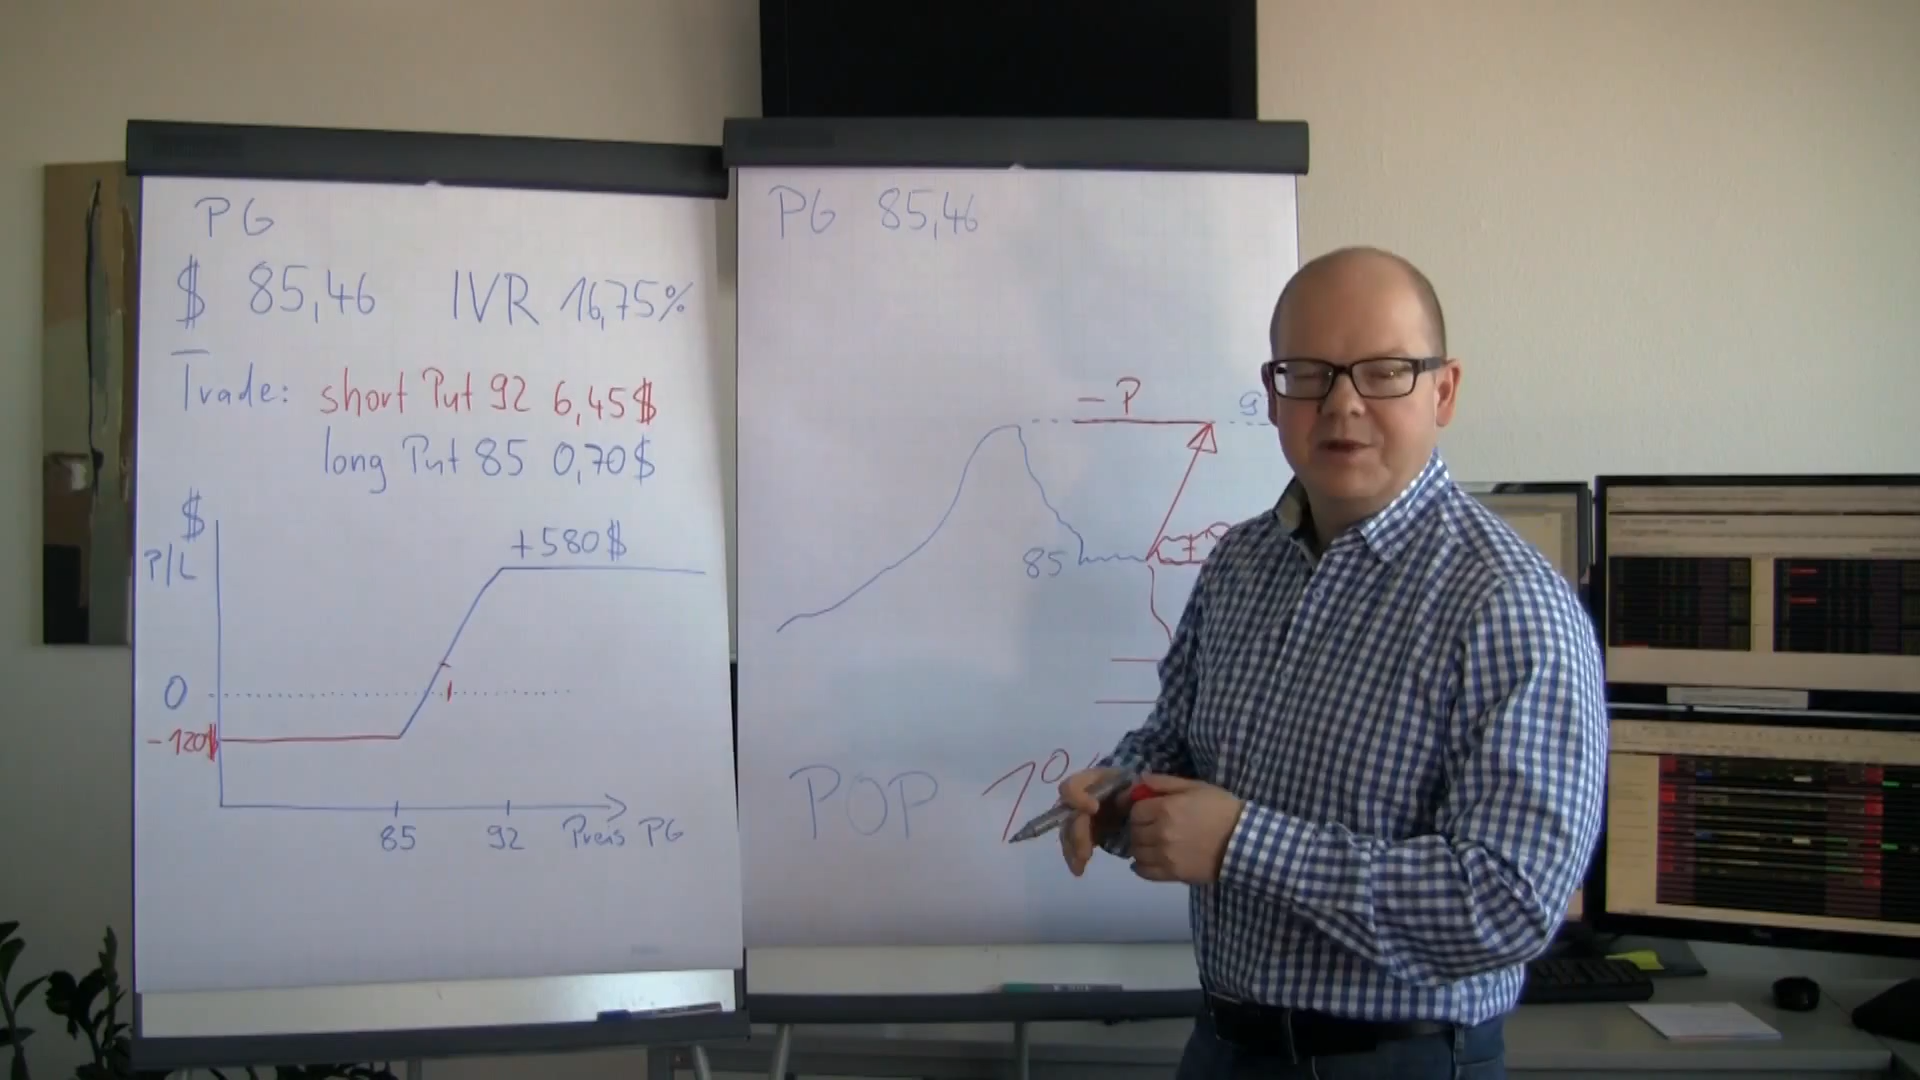 PG
$ 85,46 IVR 16,75%
Trade: short Put 92 6,45$
long Put 85 0,70$
$
P/L
+580$
0
-120$
85 92 Preis PG
PG 85,46
- P
85
POP